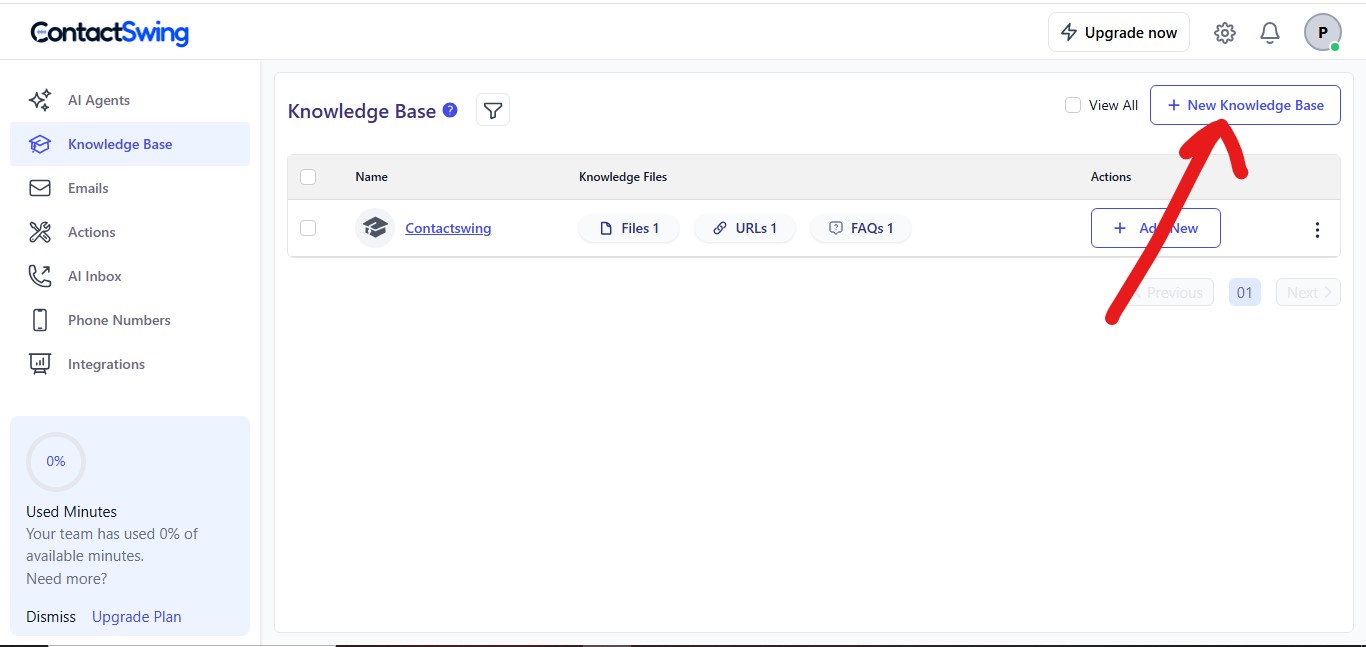 ContactSwing
Upgrade now
P
AI Agents
Knowledge Base
Emails
Actions
AI Inbox
Phone Numbers
Integrations
0%
Used Minutes
Your team has used 0% of
available minutes.
Need more?
Dismiss Upgrade Plan
Knowledge Base ?
View All
+ New Knowledge Base
Name Knowledge Files Actions
Contactswing Files 1 URLs 1 FAQs 1 + Add New
Previous 01 Next